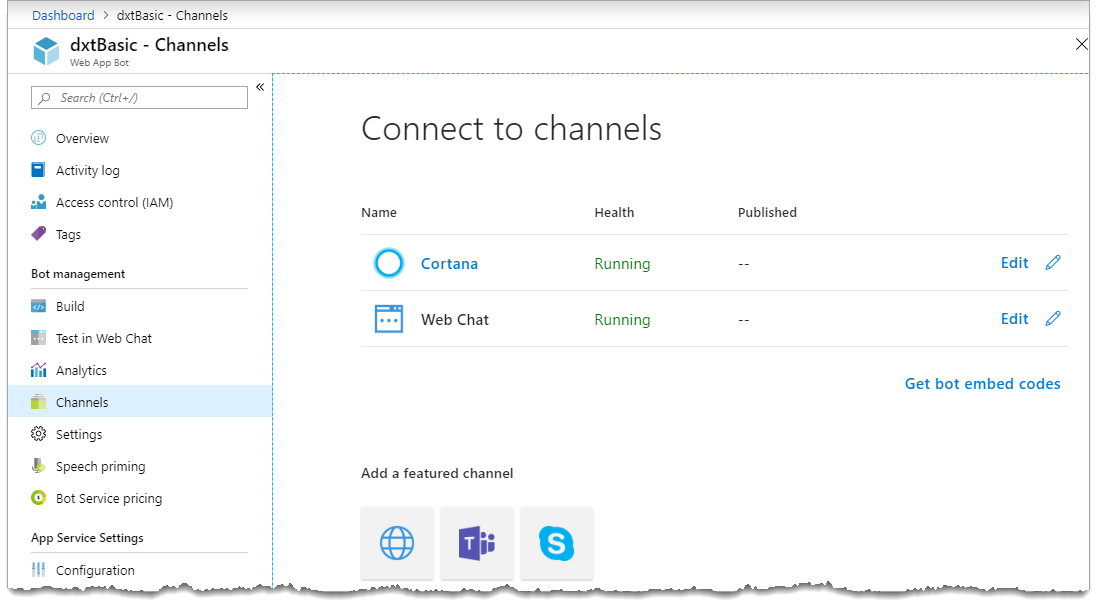 Dashboard > dxtBasic - Channels
dxtBasic - Channels
Web App Bot
Search (Ctrl+/)
«
Overview
Activity log
Access control (IAM)
Tags
Bot management
Build
Test in Web Chat
Analytics
Channels
Settings
Speech priming
Bot Service pricing
App Service Settings
Configuration
Connect to channels
Name Health Published
Cortana Running -- Edit
Web Chat Running -- Edit
Get bot embed codes
Add a featured channel
T S